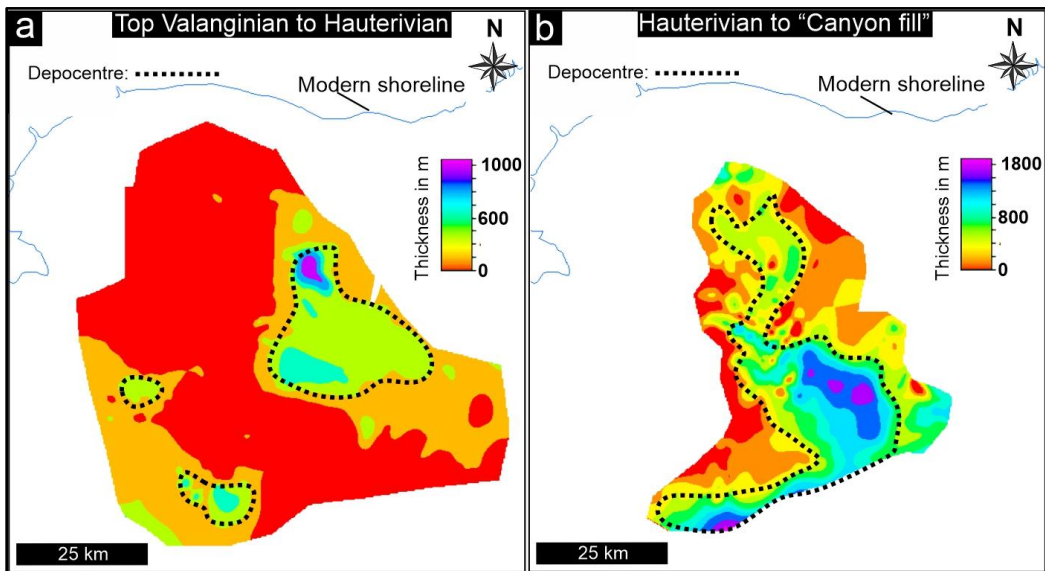 a
Top Valanginian to Hauterivian
N
Depocentre:
Modern shoreline
Thickness in m
1000
600
0
25 km
b
Hauterivian to “Canyon fill”
N
Depocentre:
Modern shoreline
Thickness in m
1800
800
0
25 km